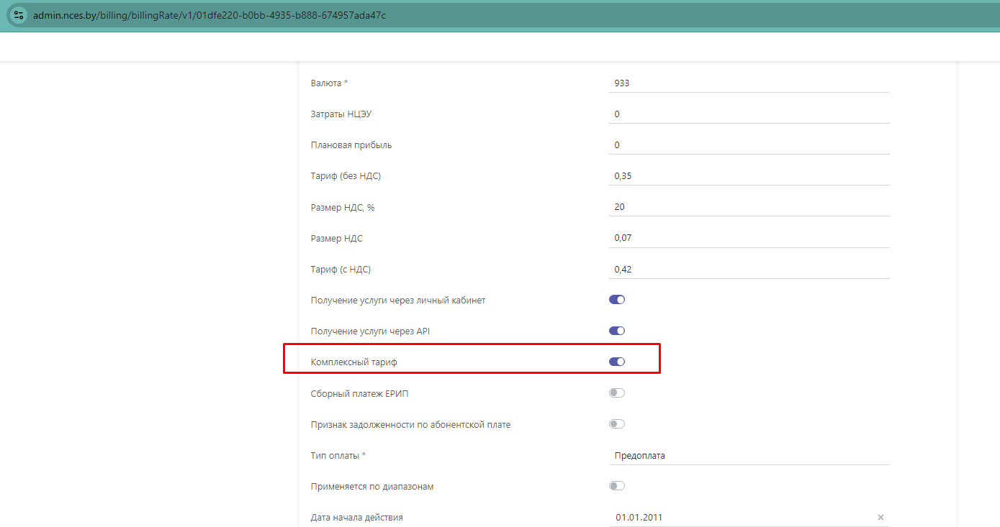 admin.nces.by/billing/billingRate/v1/01dfe220-b0bb-4935-b888-674957ada47c
Валюта * 933
Затраты НЦЭУ 0
Плановая прибыль 0
Тариф (без НДС) 0,35
Размер НДС, % 20
Размер НДС 0,07
Тариф (с НДС) 0,42
Получение услуги через личный кабинет
Получение услуги через API
Комплексный тариф
Сборный платеж ЕРИП
Признак задолженности по абонентской плате
Тип оплаты * Предоплата
Применяется по диапазонам
Дата начала действия 01.01.2011